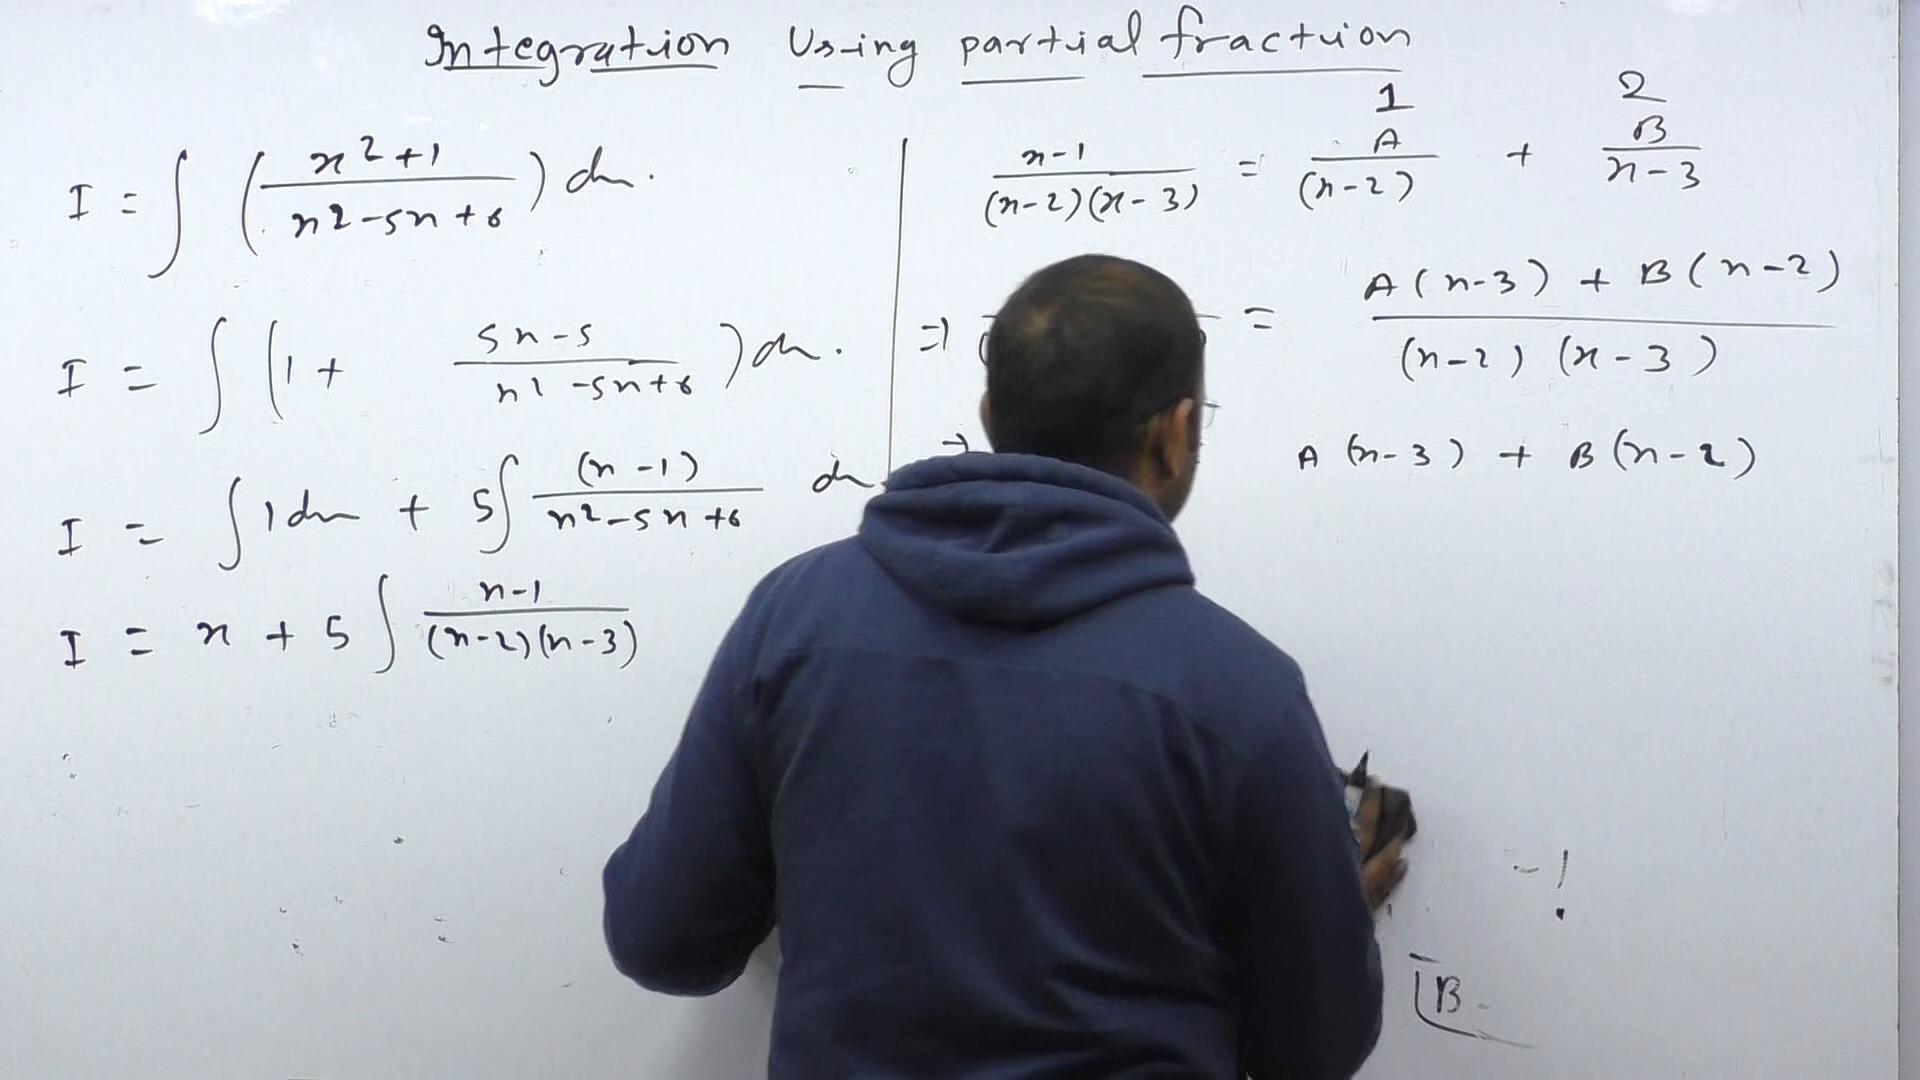 Integration Using partial fraction
I = ∫ (x²+1 / x²-5x+6) dx.
I = ∫ (1 + 5x-5 / x²-5x+6) dx.
I = ∫ 1dx + 5∫ (x-1) / x²-5x+6 dx
I = x + 5 ∫ x-1 / (x-2)(x-3)
1 2
x-1 / (x-2)(x-3) = A / (x-2) + B / x-3
=> = A(x-3) + B(x-2) / (x-2) (x-3)
A (x-3) + B(x-2)
B